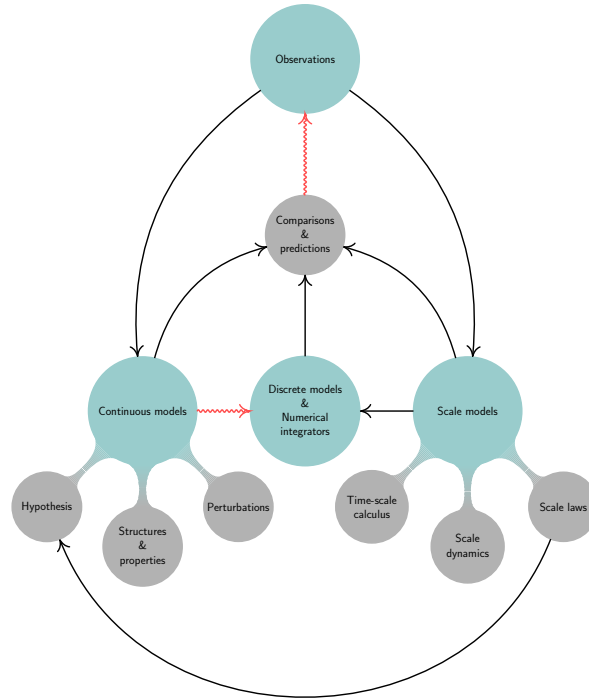 Observations
Comparisons
&
predictions
Continuous models
Discrete models
&
Numerical
integrators
Scale models
Hypothesis
Structures
&
properties
Perturbations
Time-scale
calculus
Scale
dynamics
Scale laws